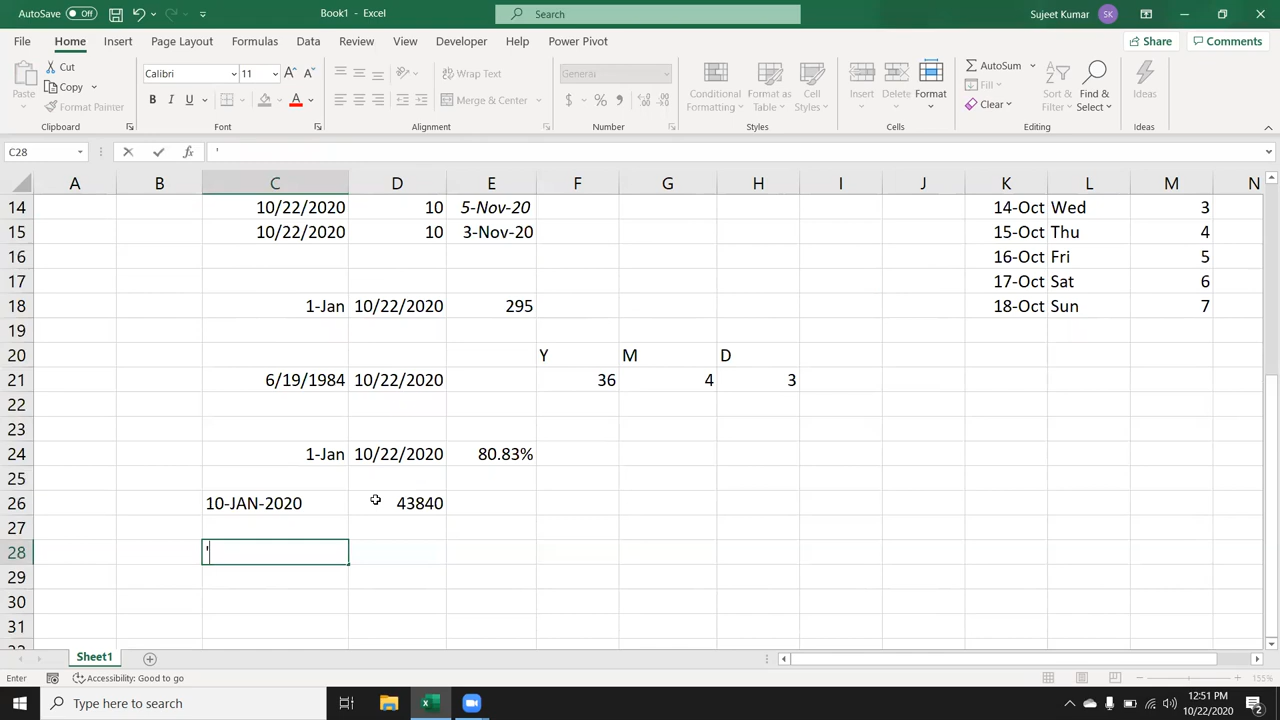 AutoSave Off Book1 - Excel Search Sujeet Kumar SK
File Home Insert Page Layout Formulas Data Review View Developer Help Power Pivot Share Comments
Paste Cut Copy Format Painter Clipboard
Calibri 11 A A B I U A Font
Wrap Text Merge & Center Alignment
General $ % Number
Conditional Formatting Format as Table Cell Styles Styles
Insert Delete Format Cells
AutoSum Fill Clear Sort & Filter Find & Select Editing
Ideas Ideas
C28 fx '
A B C D E F G H I J K L M N
14 10/22/2020 10 5-Nov-20 14-Oct Wed 3
15 10/22/2020 10 3-Nov-20 15-Oct Thu 4
16 16-Oct Fri 5
17 17-Oct Sat 6
18 1-Jan 10/22/2020 295 18-Oct Sun 7
19
20 Y M D
21 6/19/1984 10/22/2020 36 4 3
22
23
24 1-Jan 10/22/2020 80.83%
25
26 10-JAN-2020 43840
27
28 '
29
30
31
Sheet1
Enter Accessibility: Good to go 155%
Type here to search 12:51 PM
10/22/2020 2